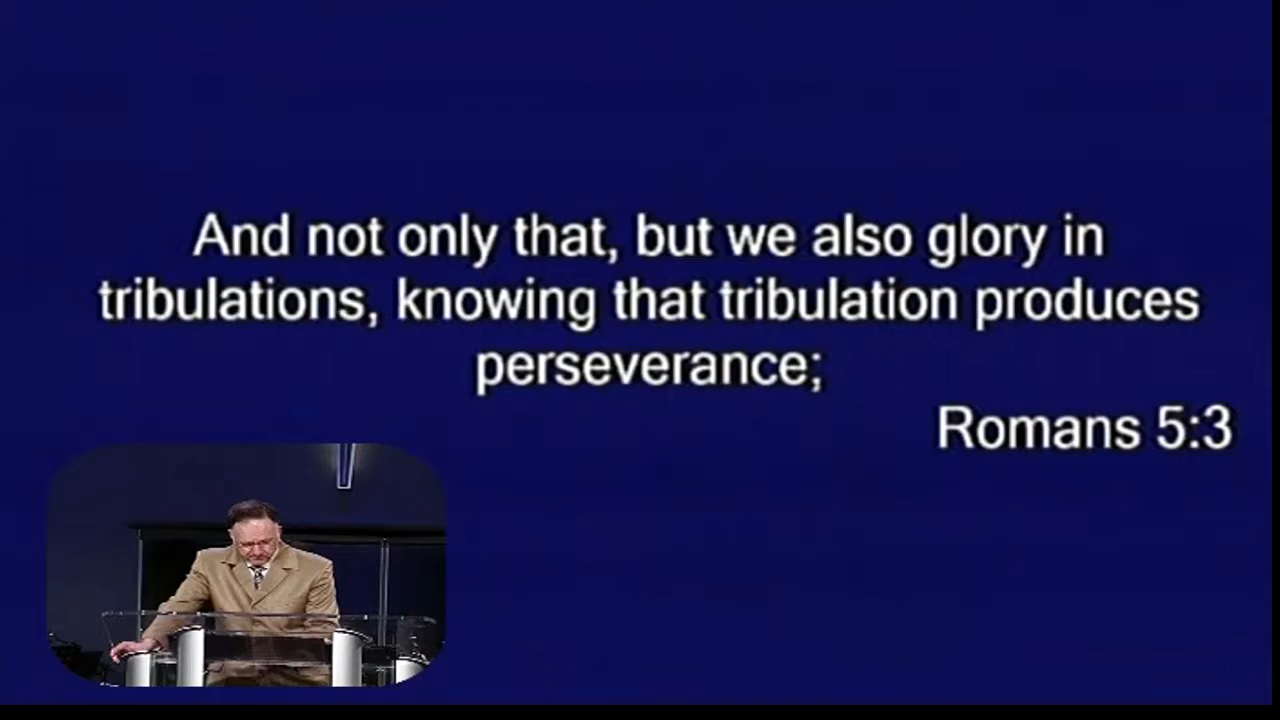 And not only that, but we also glory in
tribulations, knowing that tribulation produces
perseverance;
Romans 5:3